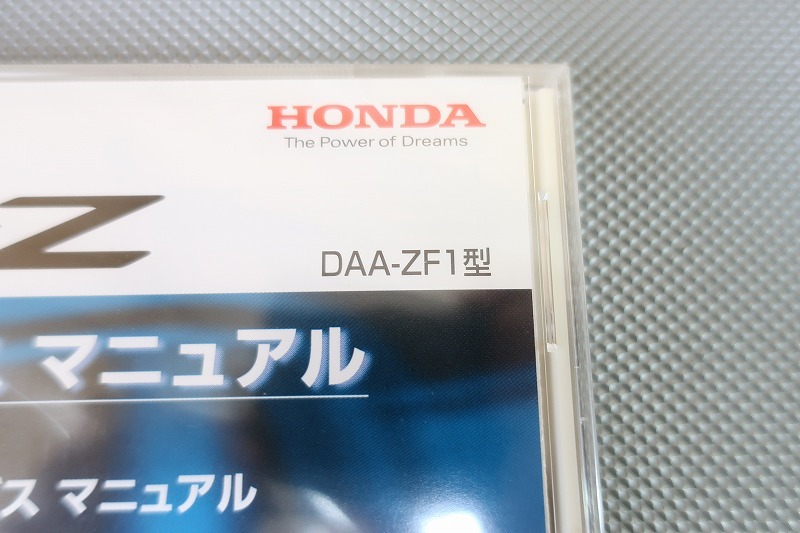 HONDA
The Power of Dreams
Z
DAA-ZF1型
マニュアル
ス マニュアル